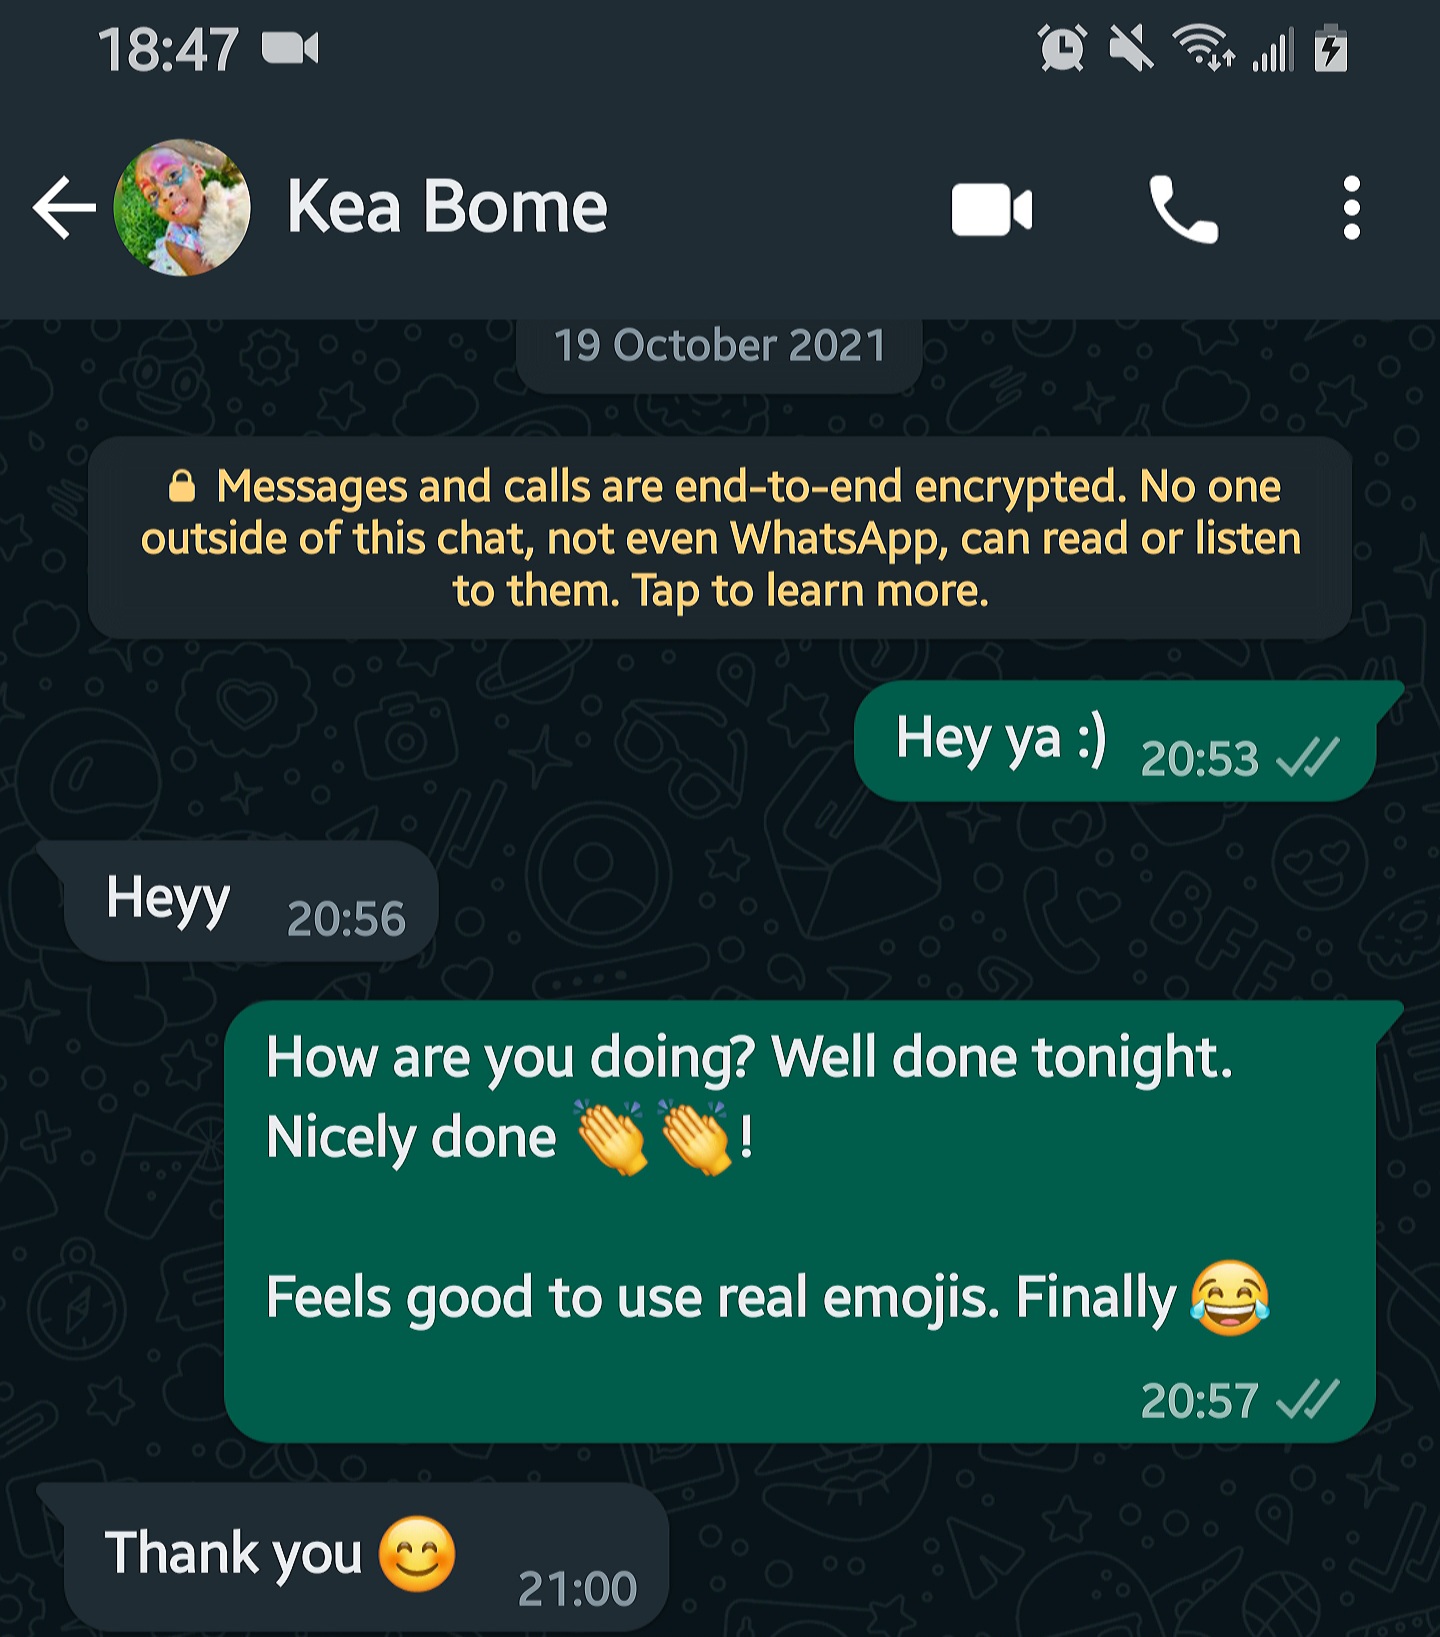 18:47
Kea Bome
19 October 2021
🔒 Messages and calls are end-to-end encrypted. No one
outside of this chat, not even WhatsApp, can read or listen
to them. Tap to learn more.
Hey ya :) 20:53
Heyy 20:56
How are you doing? Well done tonight.
Nicely done 👏👏!
Feels good to use real emojis. Finally 😂
20:57
Thank you 😊 21:00